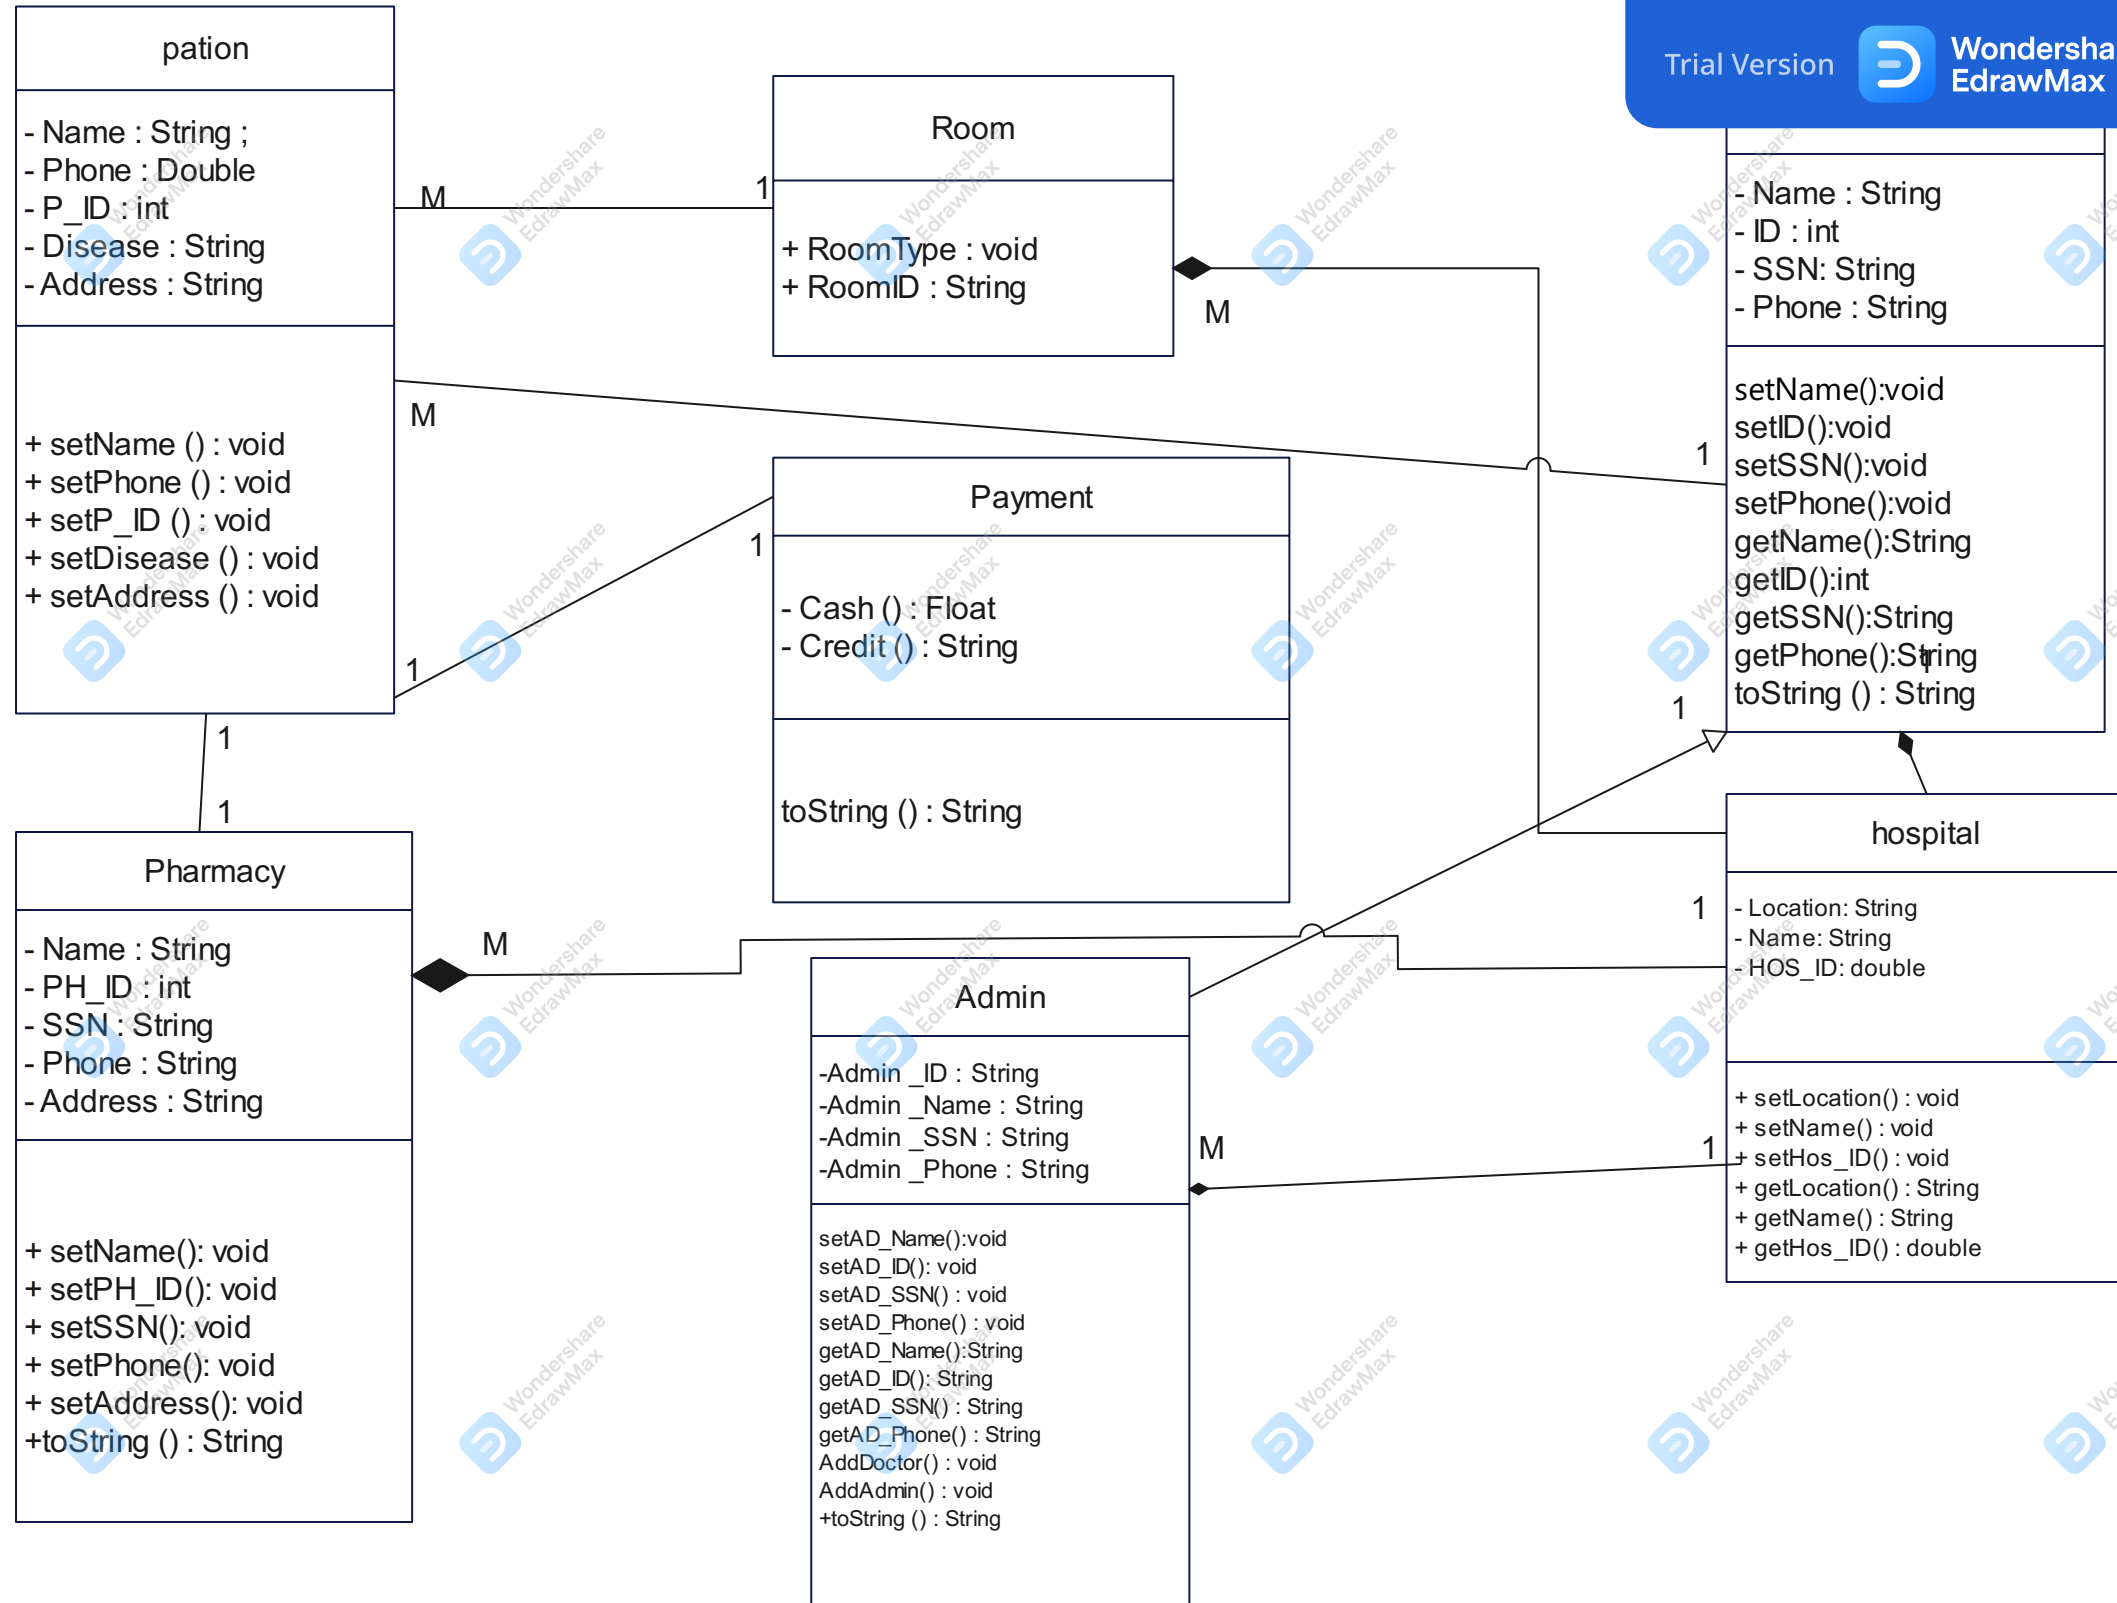 pation
- Name : String ;
- Phone : Double
- P_ID : int
- Disease : String
- Address : String
+ setName () : void
+ setPhone () : void
+ setP_ID () : void
+ setDisease () : void
+ setAddress () : void
M
1
Room
+ RoomType : void
+ RoomID : String
M
Trial Version
Wondersha
EdrawMax
- Name : String
- ID : int
- SSN: String
- Phone : String
setName():void
setID():void
setSSN():void
setPhone():void
getName():String
getID():int
getSSN():String
getPhone():String
toString () : String
M
1
1
1
Payment
- Cash () : Float
- Credit () : String
toString () : String
1
1
1
1
Pharmacy
- Name : String
- PH_ID : int
- SSN : String
- Phone : String
- Address : String
+ setName(): void
+ setPH_ID(): void
+ setSSN(): void
+ setPhone(): void
+ setAddress(): void
+toString () : String
M
1
Admin
-Admin _ID : String
-Admin _Name : String
-Admin _SSN : String
-Admin _Phone : String
setAD_Name():void
setAD_ID(): void
setAD_SSN() : void
setAD_Phone() : void
getAD_Name():String
getAD_ID(): String
getAD_SSN() : String
getAD_Phone() : String
AddDoctor() : void
AddAdmin() : void
+toString () : String
M
1
hospital
- Location: String
- Name: String
- HOS_ID: double
+ setLocation() : void
+ setName() : void
+ setHos_ID() : void
+ getLocation() : String
+ getName() : String
+ getHos_ID() : double
Wondershare
EdrawMax